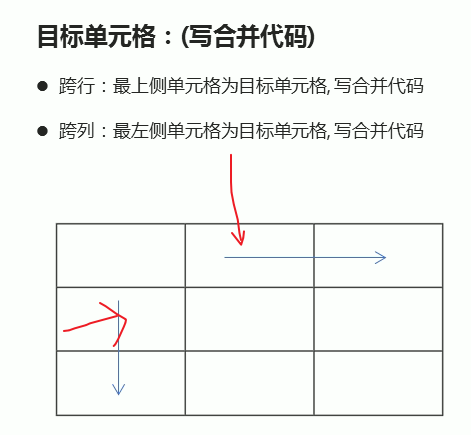 目标单元格：(写合并代码)
● 跨行：最上侧单元格为目标单元格, 写合并代码
● 跨列：最左侧单元格为目标单元格, 写合并代码